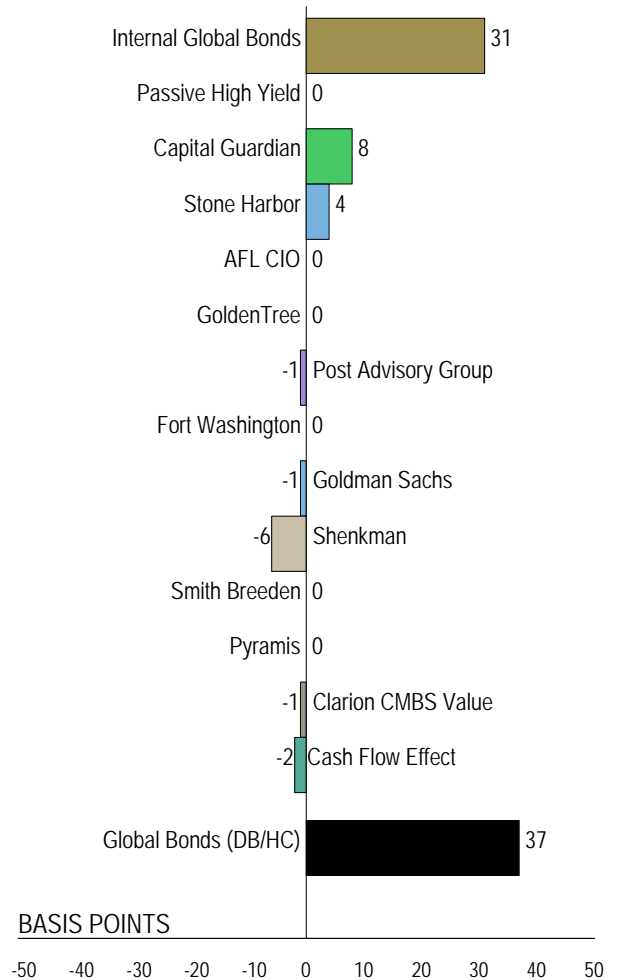 Internal Global Bonds 31
Passive High Yield 0
Capital Guardian 8
Stone Harbor 4
AFL CIO 0
GoldenTree 0
-1 Post Advisory Group
Fort Washington 0
-1 Goldman Sachs
-6 Shenkman
Smith Breeden 0
Pyramis 0
-1 Clarion CMBS Value
-2 Cash Flow Effect
Global Bonds (DB/HC) 37
BASIS POINTS
-50 -40 -30 -20 -10 0 10 20 30 40 50